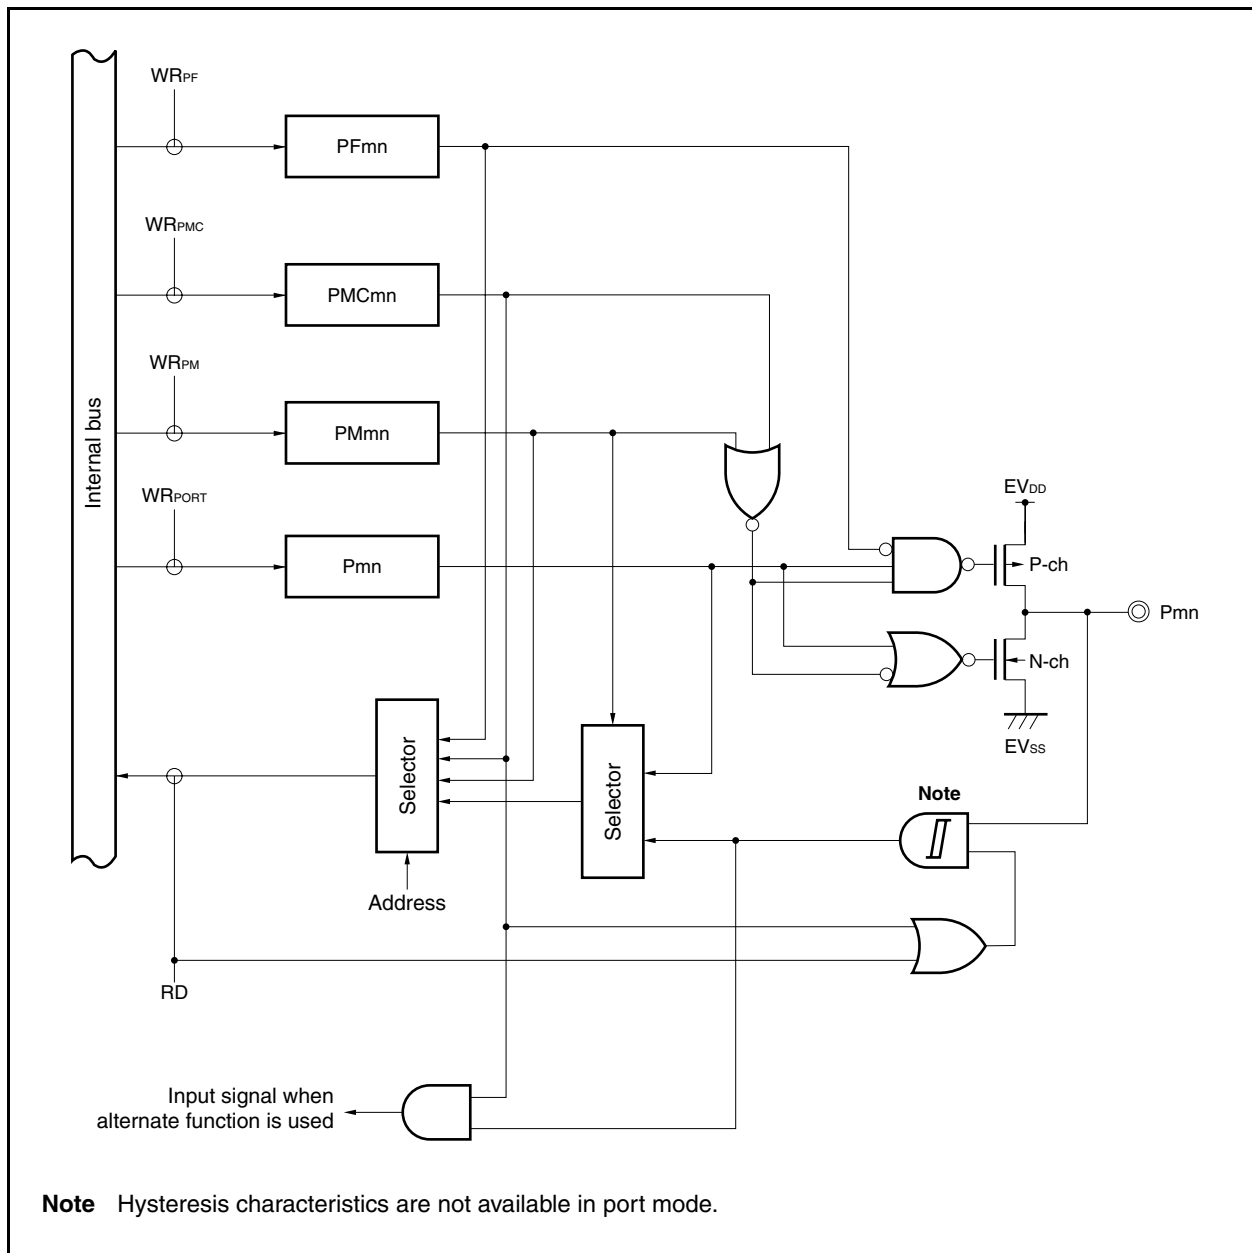 WRPF
PFmn
WRPMC
PMCmn
WRPM
PMmn
Internal bus
WRPORT
Pmn
EVDD
P-ch
Pmn
N-ch
EVSS
Selector
Selector
Note
Address
RD
Input signal when
alternate function is used
Note Hysteresis characteristics are not available in port mode.